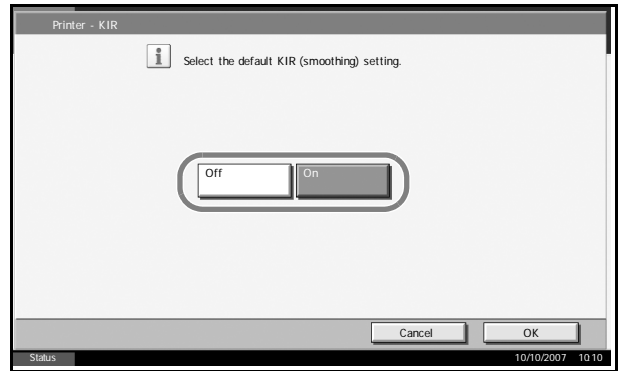 Printer - KIR
Select the default KIR (smoothing) setting.
Off
On
Cancel
OK
Status
10/10/2007 10:10